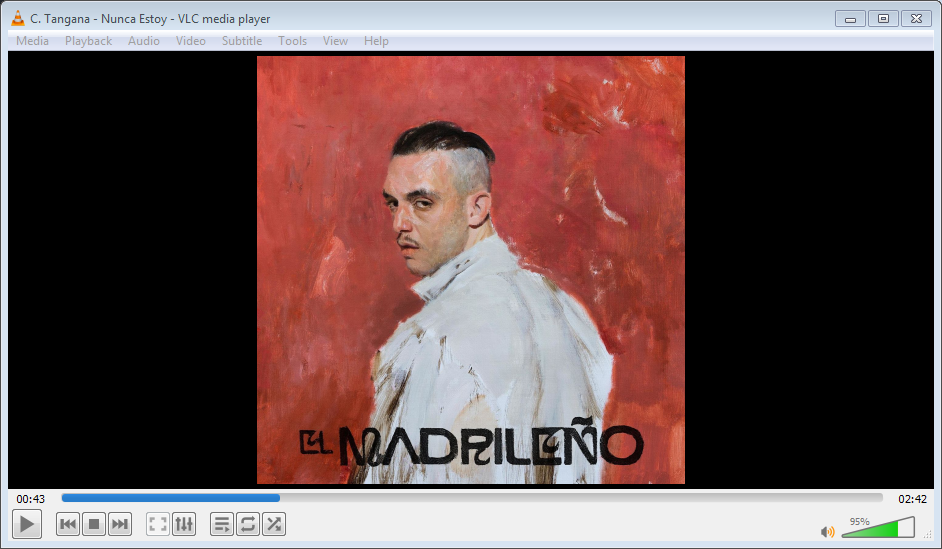 C. Tangana - Nunca Estoy - VLC media player
Media Playback Audio Video Subtitle Tools View Help
EL MADRILEÑO
00:43 02:42
95%